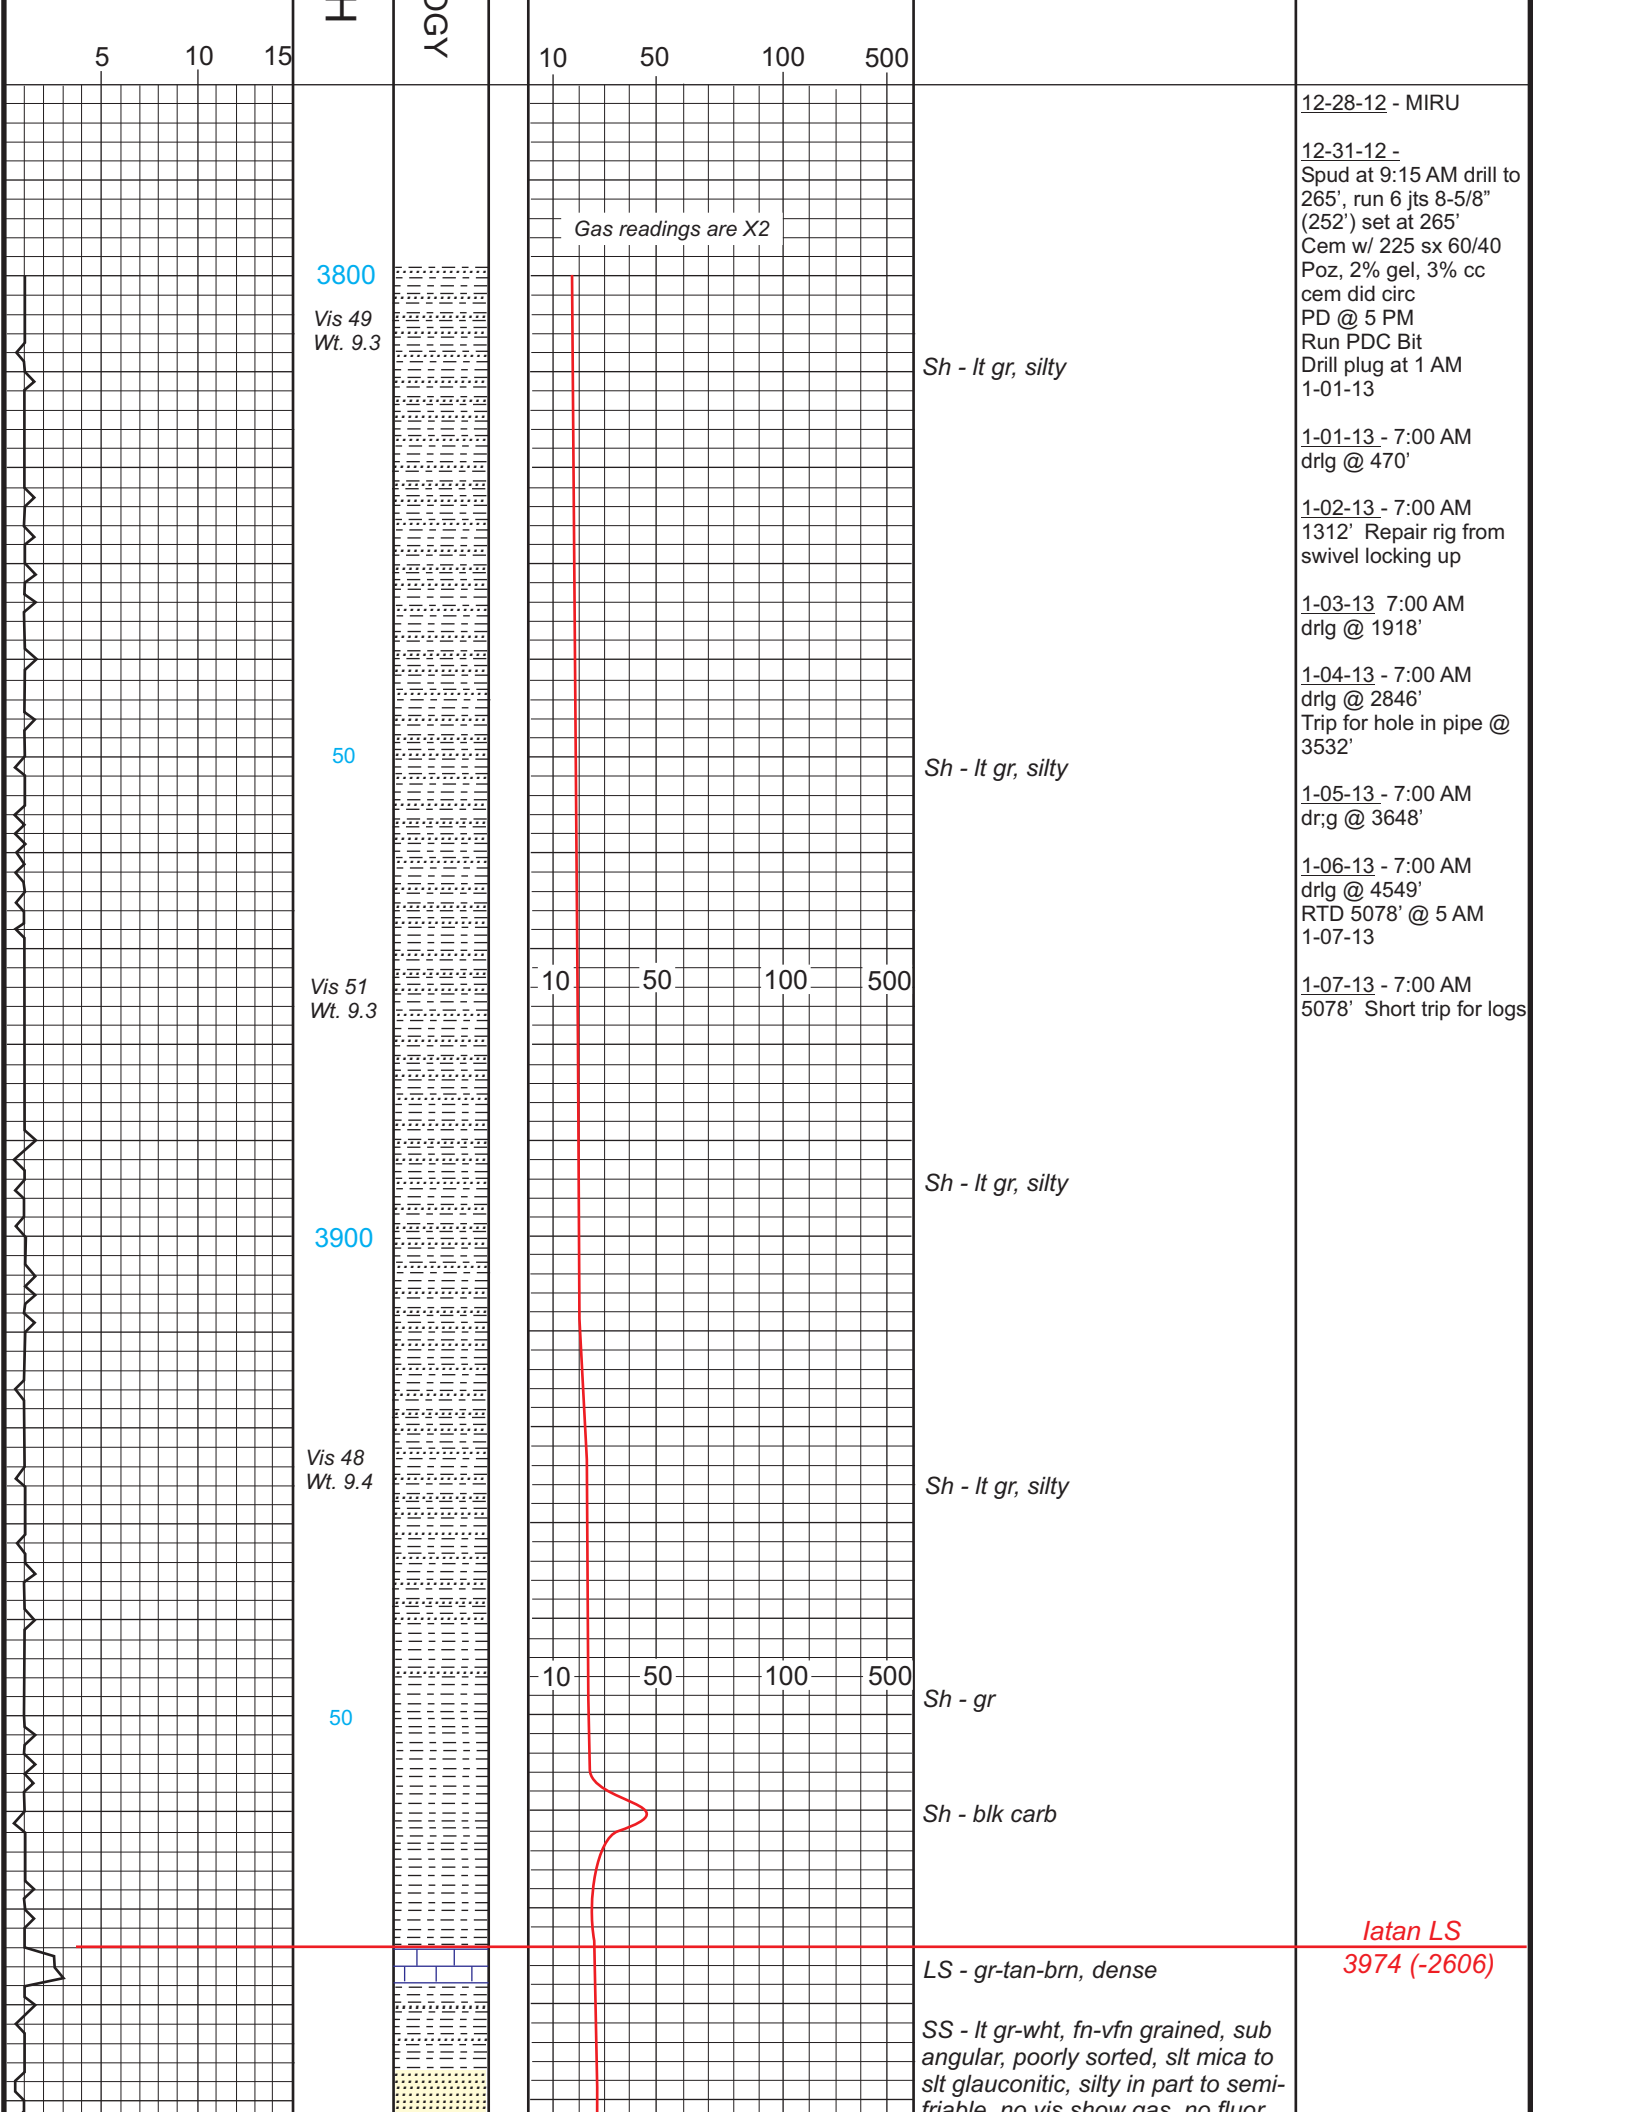 H
OGY
5 10 15
10 50 100 500
12-28-12 - MIRU
12-31-12 -
Spud at 9:15 AM drill to
265’, run 6 jts 8-5/8”
(252’) set at 265’
Cem w/ 225 sx 60/40
Poz, 2% gel, 3% cc
cem did circ
PD @ 5 PM
Run PDC Bit
Drill plug at 1 AM
1-01-13
1-01-13 - 7:00 AM
drlg @ 470’
1-02-13 - 7:00 AM
1312’ Repair rig from
swivel locking up
1-03-13 7:00 AM
drlg @ 1918’
1-04-13 - 7:00 AM
drlg @ 2846’
Trip for hole in pipe @
3532’
1-05-13 - 7:00 AM
dr;g @ 3648’
1-06-13 - 7:00 AM
drlg @ 4549’
RTD 5078’ @ 5 AM
1-07-13
1-07-13 - 7:00 AM
5078’ Short trip for logs
Gas readings are X2
3800
Vis 49
Wt. 9.3
Sh - lt gr, silty
50
Sh - lt gr, silty
10 50 100 500
Vis 51
Wt. 9.3
Sh - lt gr, silty
3900
Vis 48
Wt. 9.4
Sh - lt gr, silty
10 50 100 500
Sh - gr
50
Sh - blk carb
Iatan LS
3974 (-2606)
LS - gr-tan-brn, dense
SS - lt gr-wht, fn-vfn grained, sub
angular, poorly sorted, slt mica to
slt glauconitic, silty in part to semi-
friable, no vis show gas, no fluor